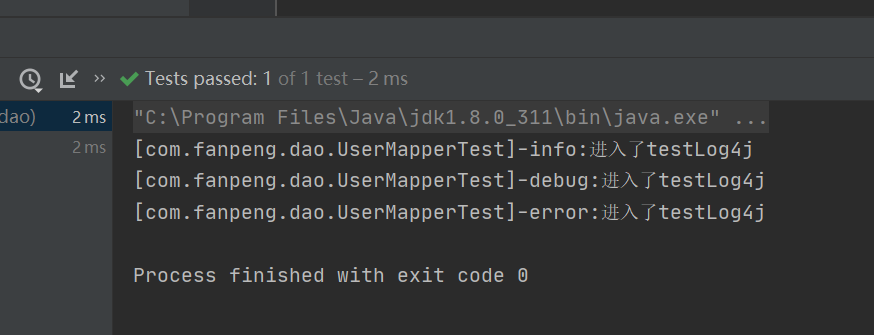 » Tests passed: 1 of 1 test – 2 ms
dao) 2 ms
2 ms
"C:\Program Files\Java\jdk1.8.0_311\bin\java.exe" ...
[com.fanpeng.dao.UserMapperTest]-info:进入了testLog4j
[com.fanpeng.dao.UserMapperTest]-debug:进入了testLog4j
[com.fanpeng.dao.UserMapperTest]-error:进入了testLog4j
Process finished with exit code 0